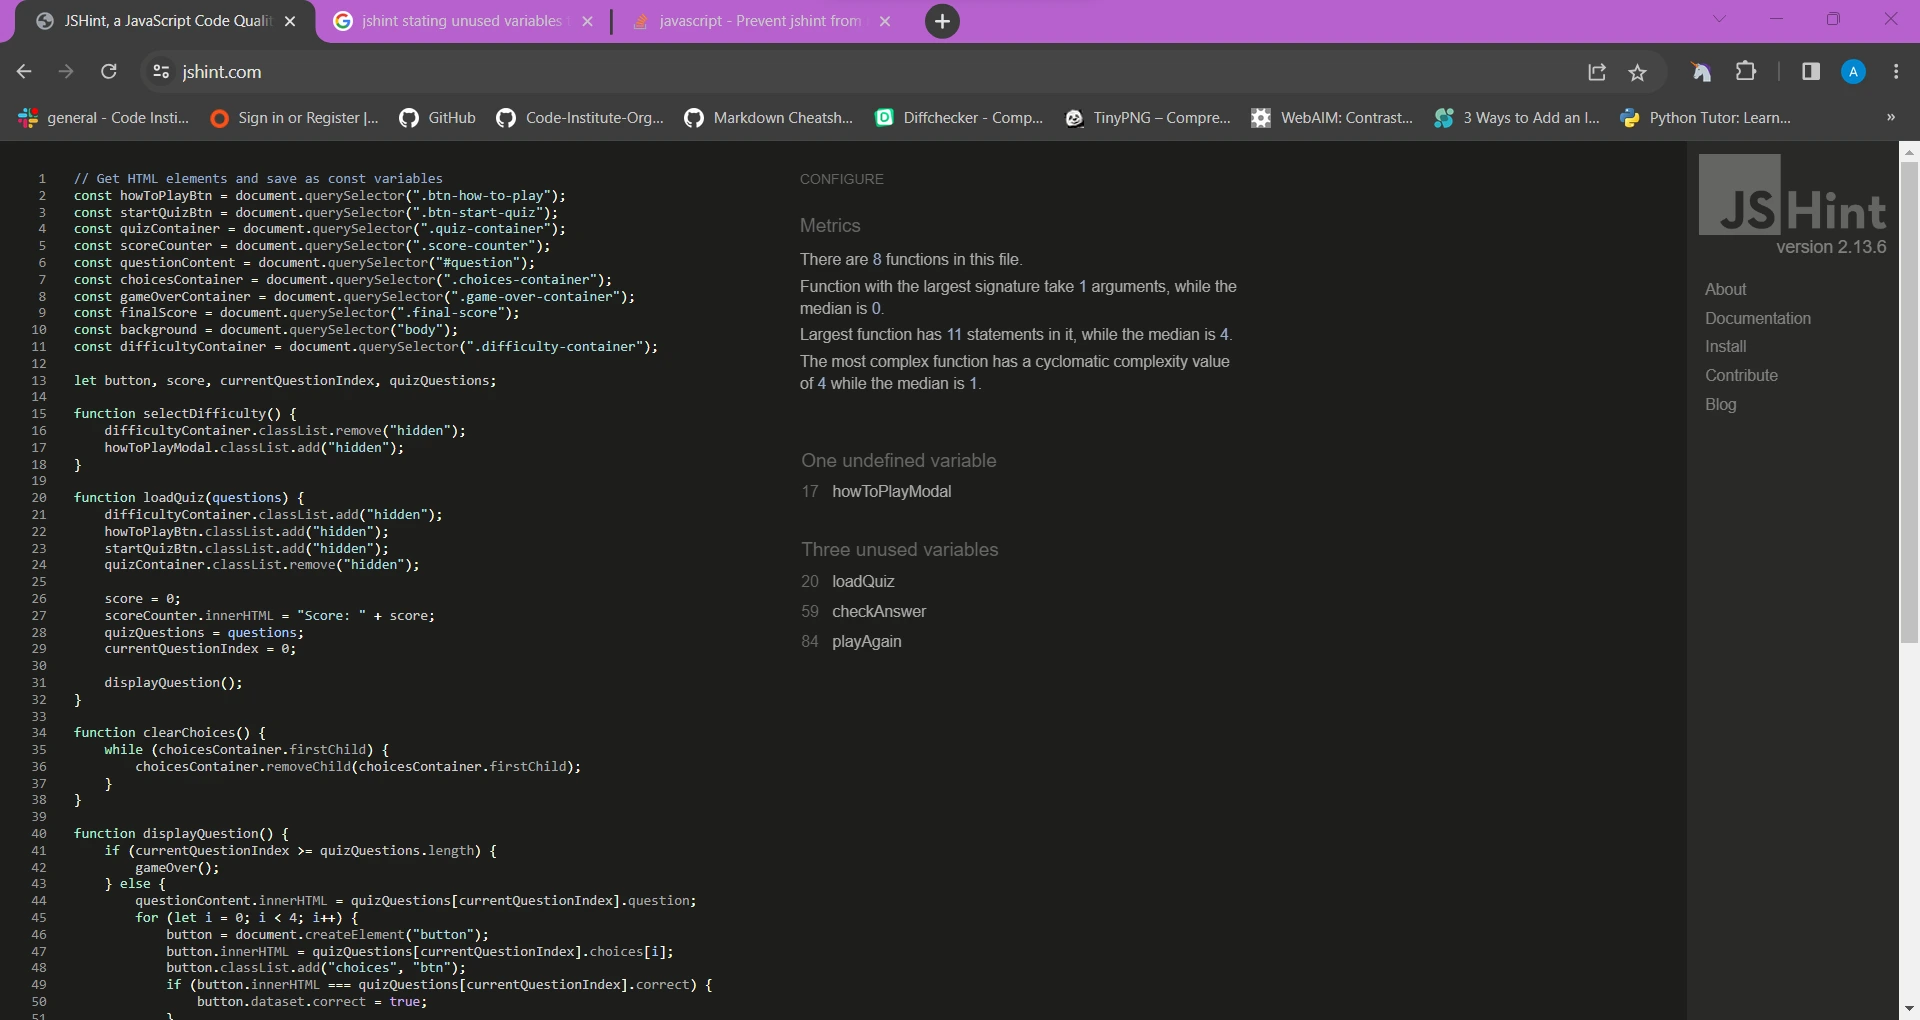 JSHint, a JavaScript Code Quali
jshint stating unused variables
javascript - Prevent jshint from
jshint.com
A
general - Code Insti...
Sign in or Register |...
GitHub
Code-Institute-Org...
Markdown Cheatsh...
D
Diffchecker - Comp...
TinyPNG – Compre...
WebAIM: Contrast...
3 Ways to Add an I...
Python Tutor: Learn...
»
1 // Get HTML elements and save as const variables
2 const howToPlayBtn = document.querySelector(".btn-how-to-play");
3 const startQuizBtn = document.querySelector(".btn-start-quiz");
4 const quizContainer = document.querySelector(".quiz-container");
5 const scoreCounter = document.querySelector(".score-counter");
6 const questionContent = document.querySelector("#question");
7 const choicesContainer = document.querySelector(".choices-container");
8 const gameOverContainer = document.querySelector(".game-over-container");
9 const finalScore = document.querySelector(".final-score");
10 const background = document.querySelector("body");
11 const difficultyContainer = document.querySelector(".difficulty-container");
12
13 let button, score, currentQuestionIndex, quizQuestions;
14
15 function selectDifficulty() {
16 difficultyContainer.classList.remove("hidden");
17 howToPlayModal.classList.add("hidden");
18 }
19
20 function loadQuiz(questions) {
21 difficultyContainer.classList.add("hidden");
22 howToPlayBtn.classList.add("hidden");
23 startQuizBtn.classList.add("hidden");
24 quizContainer.classList.remove("hidden");
25
26 score = 0;
27 scoreCounter.innerHTML = "Score: " + score;
28 quizQuestions = questions;
29 currentQuestionIndex = 0;
30
31 displayQuestion();
32 }
33
34 function clearChoices() {
35 while (choicesContainer.firstChild) {
36 choicesContainer.removeChild(choicesContainer.firstChild);
37 }
38 }
39
40 function displayQuestion() {
41 if (currentQuestionIndex >= quizQuestions.length) {
42 gameOver();
43 } else {
44 questionContent.innerHTML = quizQuestions[currentQuestionIndex].question;
45 for (let i = 0; i < 4; i++) {
46 button = document.createElement("button");
47 button.innerHTML = quizQuestions[currentQuestionIndex].choices[i];
48 button.classList.add("choices", "btn");
49 if (button.innerHTML === quizQuestions[currentQuestionIndex].correct) {
50 button.dataset.correct = true;
51 }
CONFIGURE
Metrics
There are 8 functions in this file.
Function with the largest signature take 1 arguments, while the
median is 0.
Largest function has 11 statements in it, while the median is 4.
The most complex function has a cyclomatic complexity value
of 4 while the median is 1.
One undefined variable
17 howToPlayModal
Three unused variables
20 loadQuiz
59 checkAnswer
84 playAgain
JSHint
version 2.13.6
About
Documentation
Install
Contribute
Blog